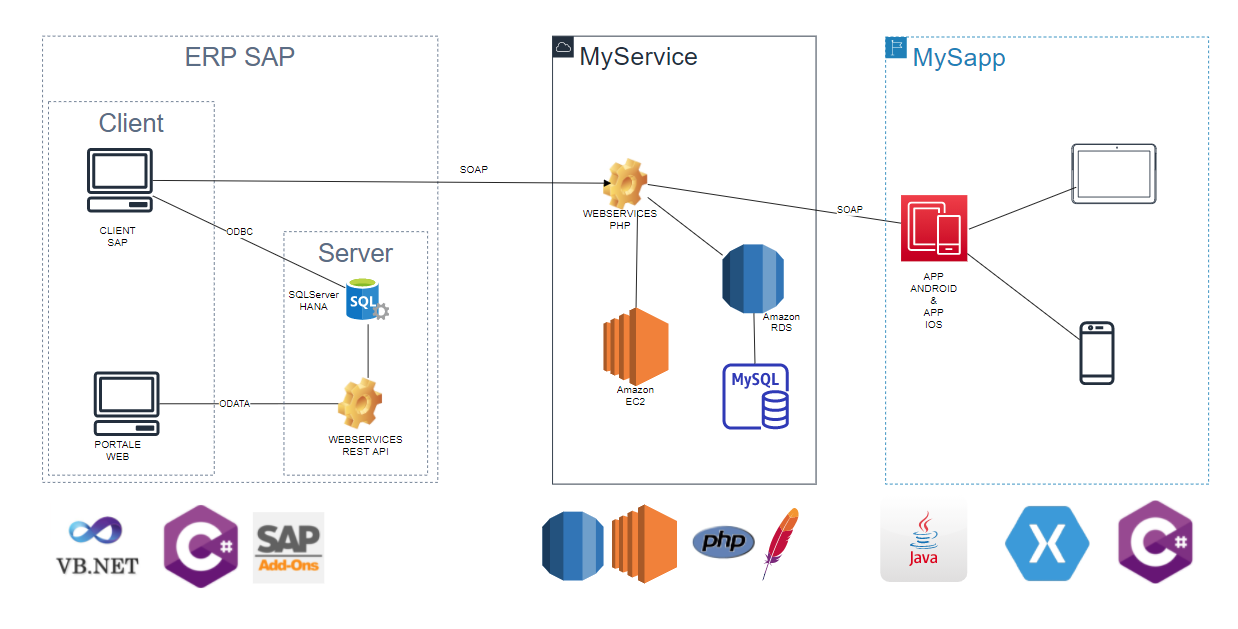 ERP SAP
Client
CLIENT
SAP
ODBC
Server
SQLServer
HANA
SQL
PORTALE
WEB
ODATA
WEBSERVICES
REST API
SOAP
MyService
WEBSERVICES
PHP
Amazon
RDS
Amazon
EC2
MySQL
SOAP
MySapp
APP
ANDROID
&
APP
IOS
VB.NET
C#
SAP
Add-Ons
php
Java
X
C#